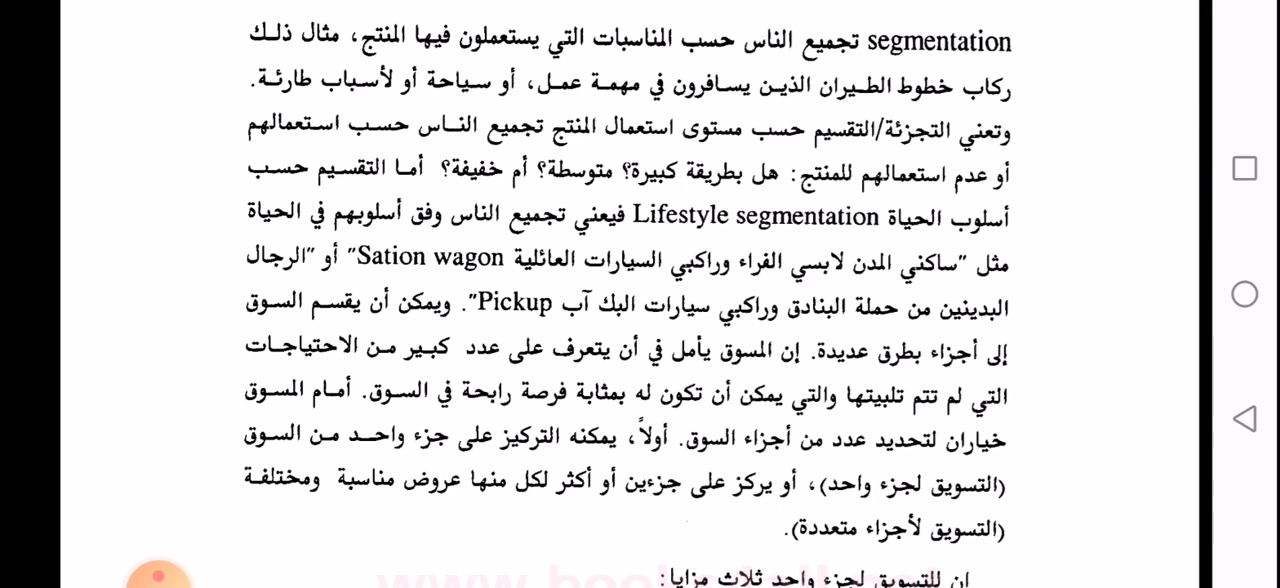 segmentation تجميع الناس حسب المناسبات التي يستعملون فيها المنتج، مثال ذلك
ركاب خطوط الطيران الذين يسافرون في مهمة عمل، أو سياحة أو لأسباب طارئة.
وتعني التجزئة/التقسيم حسب مستوى استعمال المنتج تجميع الناس حسب استعمالهم
أو عدم استعمالهم للمنتج: هل بطريقة كبيرة؟ متوسطة؟ أم خفيفة؟ أما التقسيم حسب
أسلوب الحياة Lifestyle segmentation فيعني تجميع الناس وفق أسلوبهم في الحياة
مثل "ساكني المدن لابسي الفراء وراكبي السيارات العائلية Sation wagon" أو "الرجال
البدينين من حملة البنادق وراكبي سيارات البك آب Pickup". ويمكن أن يقسم السوق
إلى أجزاء بطرق عديدة. إن المسوق يأمل في أن يتعرف على عدد كبير من الاحتياجات
التي لم تتم تلبيتها والتي يمكن أن تكون له بمثابة فرصة رابحة في السوق. أمام المسوق
خياران لتحديد عدد من أجزاء السوق. أولاً، يمكنه التركيز على جزء واحد من السوق
(التسويق لجزء واحد)، أو يركز على جزءين أو أكثر لكل منها عروض مناسبة ومختلفة
(التسويق لأجزاء متعددة).
إن للتسويق لجزء واحد ثلاث مزايا: